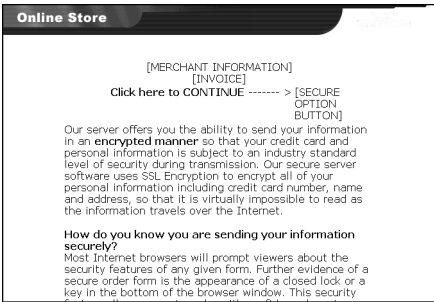 Online Store
[MERCHANT INFORMATION]
[INVOICE]
Click here to CONTINUE ------- > [SECURE
OPTION
BUTTON]
Our server offers you the ability to send your information
in an encrypted manner so that your credit card and
personal information is subject to an industry standard
level of security during transmission. Our secure server
software uses SSL Encryption to encrypt all of your
personal information including credit card number, name
and address, so that it is virtually impossible to read as
the information travels over the Internet.
How do you know you are sending your information
securely?
Most Internet browsers will prompt viewers about the
security features of any given form. Further evidence of a
secure order form is the appearance of a closed lock or a
key in the bottom of the browser window. This security